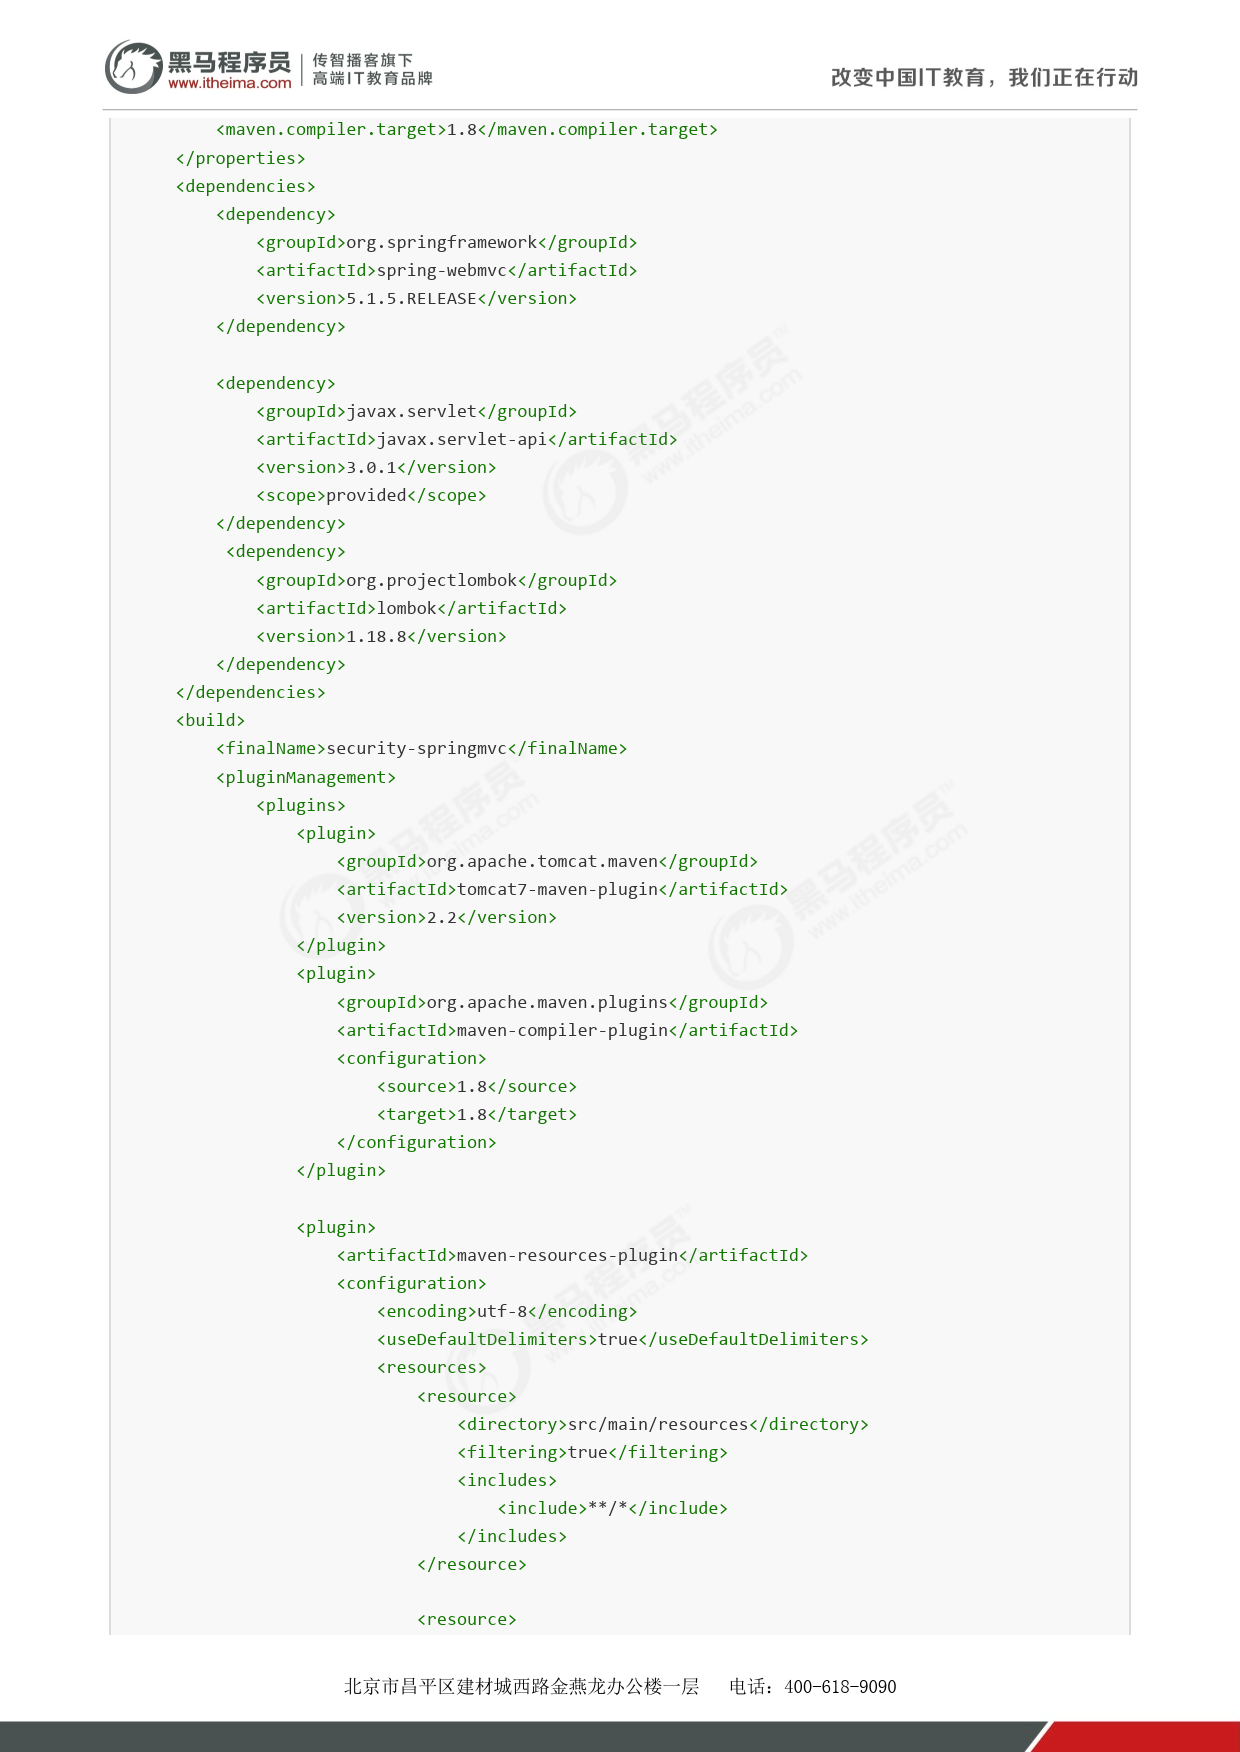 黑马程序员
www.itheima.com
传智播客旗下
高端IT教育品牌
改变中国IT教育，我们正在行动
<maven.compiler.target>1.8</maven.compiler.target>
</properties>
<dependencies>
<dependency>
<groupId>org.springframework</groupId>
<artifactId>spring-webmvc</artifactId>
<version>5.1.5.RELEASE</version>
</dependency>
<dependency>
<groupId>javax.servlet</groupId>
<artifactId>javax.servlet-api</artifactId>
<version>3.0.1</version>
<scope>provided</scope>
</dependency>
<dependency>
<groupId>org.projectlombok</groupId>
<artifactId>lombok</artifactId>
<version>1.18.8</version>
</dependency>
</dependencies>
<build>
<finalName>security-springmvc</finalName>
<pluginManagement>
<plugins>
<plugin>
<groupId>org.apache.tomcat.maven</groupId>
<artifactId>tomcat7-maven-plugin</artifactId>
<version>2.2</version>
</plugin>
<plugin>
<groupId>org.apache.maven.plugins</groupId>
<artifactId>maven-compiler-plugin</artifactId>
<configuration>
<source>1.8</source>
<target>1.8</target>
</configuration>
</plugin>
<plugin>
<artifactId>maven-resources-plugin</artifactId>
<configuration>
<encoding>utf-8</encoding>
<useDefaultDelimiters>true</useDefaultDelimiters>
<resources>
<resource>
<directory>src/main/resources</directory>
<filtering>true</filtering>
<includes>
<include>**/*</include>
</includes>
</resource>
<resource>
北京市昌平区建材城西路金燕龙办公楼一层 电话：400-618-9090